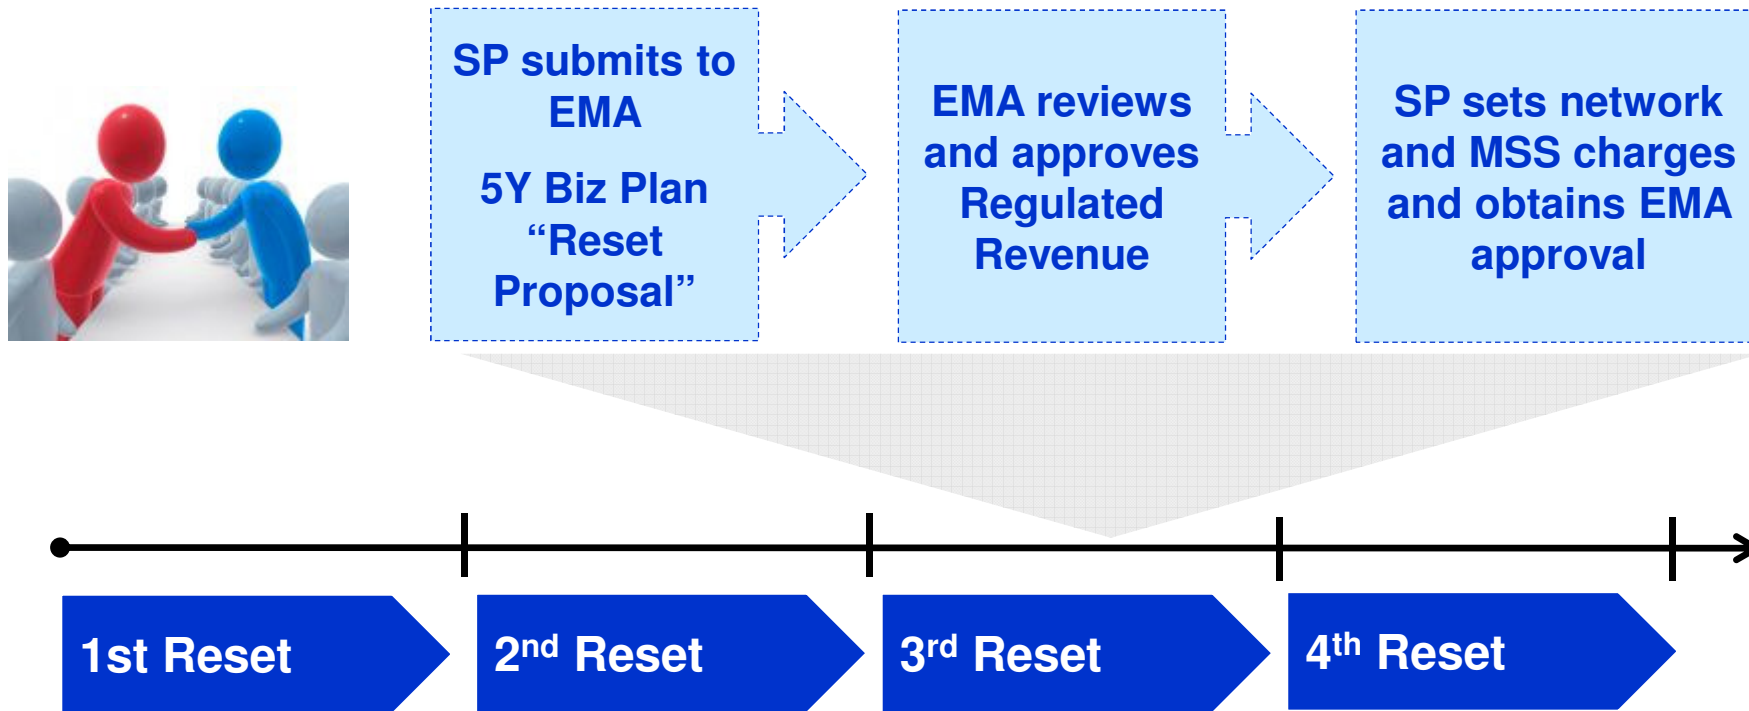 SP submits to
EMA
5Y Biz Plan
“Reset
Proposal”
EMA reviews
and approves
Regulated
Revenue
SP sets network
and MSS charges
and obtains EMA
approval
1st Reset
2nd Reset
3rd Reset
4th Reset